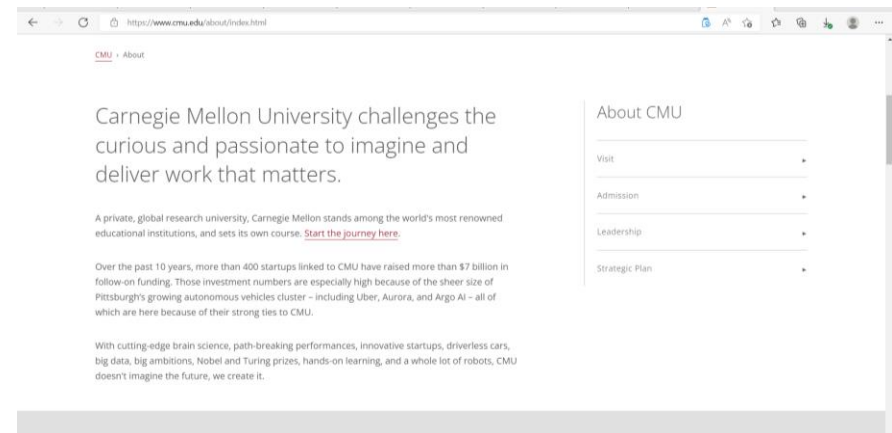 https://www.cmu.edu/about/index.html
CMU › About
Carnegie Mellon University challenges the
curious and passionate to imagine and
deliver work that matters.
A private, global research university, Carnegie Mellon stands among the world's most renowned
educational institutions, and sets its own course. Start the journey here.
Over the past 10 years, more than 400 startups linked to CMU have raised more than $7 billion in
follow-on funding. Those investment numbers are especially high because of the sheer size of
Pittsburgh's growing autonomous vehicles cluster – including Uber, Aurora, and Argo AI – all of
which are here because of their strong ties to CMU.
With cutting-edge brain science, path-breaking performances, innovative startups, driverless cars,
big data, big ambitions, Nobel and Turing prizes, hands-on learning, and a whole lot of robots, CMU
doesn't imagine the future, we create it.
About CMU
Visit
Admission
Leadership
Strategic Plan